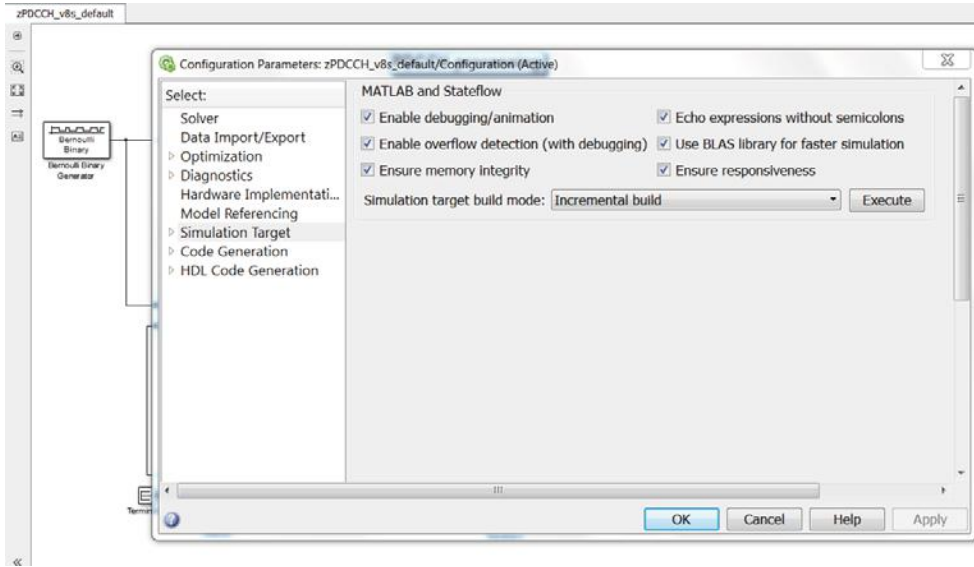 zPDCCH_v8s_default
Configuration Parameters: zPDCCH_v8s_default/Configuration (Active)
Select:
Solver
Data Import/Export
Optimization
Diagnostics
Hardware Implementati...
Model Referencing
Simulation Target
Code Generation
HDL Code Generation
MATLAB and Stateflow
Enable debugging/animation
Echo expressions without semicolons
Enable overflow detection (with debugging)
Use BLAS library for faster simulation
Ensure memory integrity
Ensure responsiveness
Simulation target build mode: Incremental build
Execute
Bernoulli
Binary
Bernoulli Binary
Generator
OK
Cancel
Help
Apply